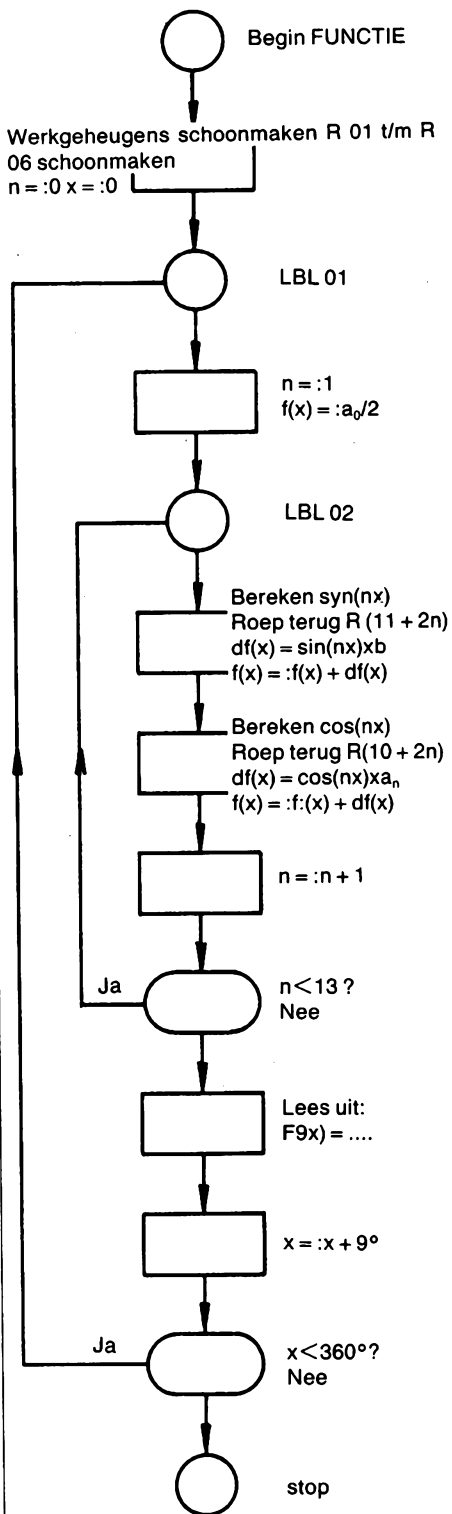 Begin FUNCTIE
Werkgeheugens schoonmaken R 01 t/m R
06 schoonmaken
n = :0 x = :0
LBL 01
n = :1
f(x) = :a₀/2
LBL 02
Bereken syn(nx)
Roep terug R (11 + 2n)
df(x) = sin(nx)xb
f(x) = :f(x) + df(x)
Bereken cos(nx)
Roep terug R(10 + 2n)
df(x) = cos(nx)xaₙ
f(x) = :f:(x) + df(x)
n = :n + 1
Ja
n<13?
Nee
Lees uit:
F9x) = ....
x = :x + 9°
Ja
x<360°?
Nee
stop